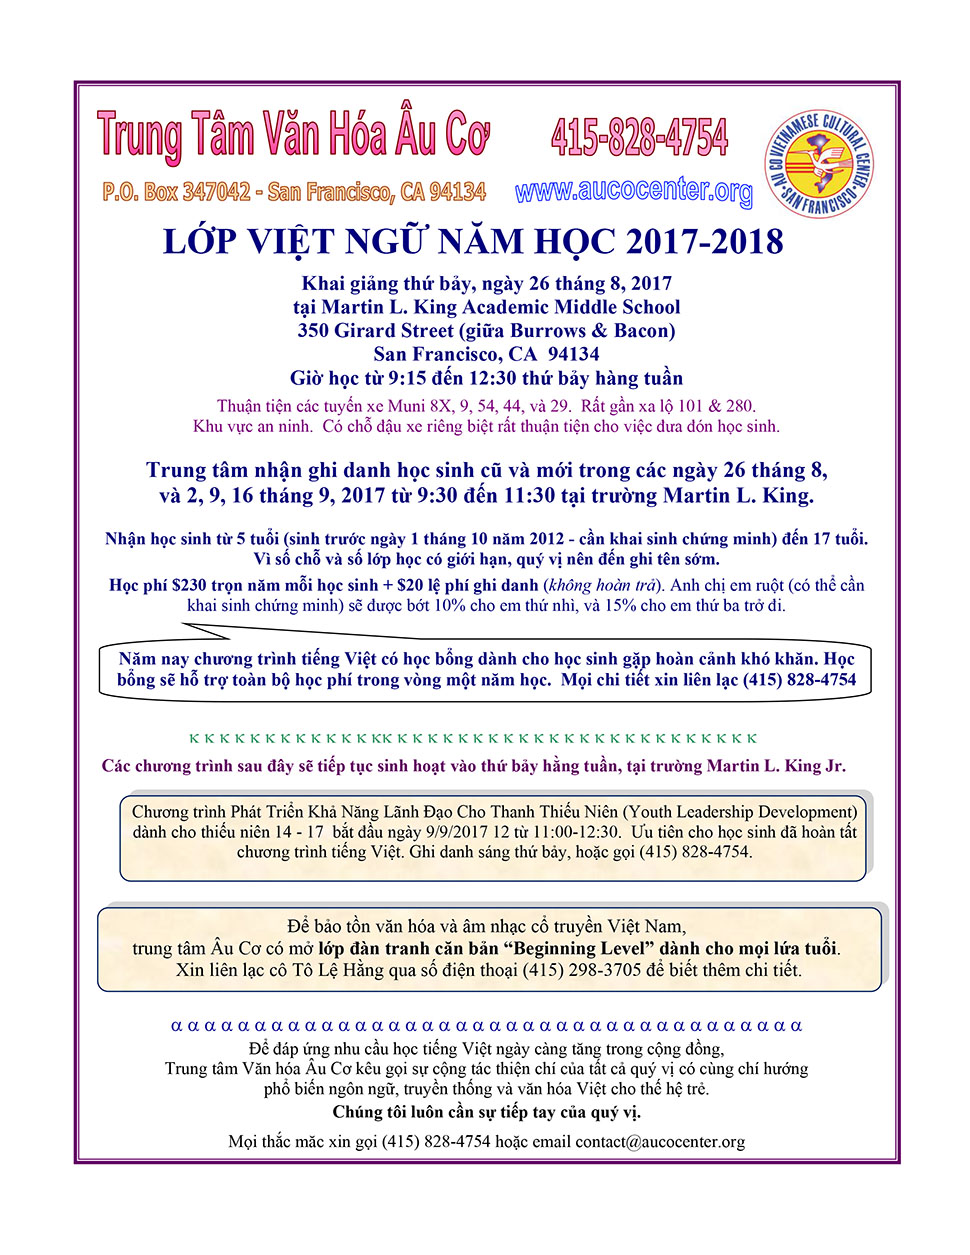 Trung Tâm Văn Hóa Âu Cơ
415-828-4754
P.O. Box 347042 - San Francisco, CA 94134
www.aucocenter.org
AU CO VIETNAMESE CULTURAL CENTER - SAN FRANCISCO
LỚP VIỆT NGỮ NĂM HỌC 2017-2018
Khai giảng thứ bảy, ngày 26 tháng 8, 2017
tại Martin L. King Academic Middle School
350 Girard Street (giữa Burrows & Bacon)
San Francisco, CA  94134
Giờ học từ 9:15 đến 12:30 thứ bảy hàng tuần
Thuận tiện các tuyến xe Muni 8X, 9, 54, 44, và 29.  Rất gần xa lộ 101 & 280.
Khu vực an ninh.  Có chỗ đậu xe riêng biệt rất thuận tiện cho việc đưa đón học sinh.
Trung tâm nhận ghi danh học sinh cũ và mới trong các ngày 26 tháng 8,
và 2, 9, 16 tháng 9, 2017 từ 9:30 đến 11:30 tại trường Martin L. King.
Nhận học sinh từ 5 tuổi (sinh trước ngày 1 tháng 10 năm 2012 - cần khai sinh chứng minh) đến 17 tuổi.
Vì số chỗ và số lớp học có giới hạn, quý vị nên đến ghi tên sớm.
Học phí $230 trọn năm mỗi học sinh + $20 lệ phí ghi danh (không hoàn trả). Anh chị em ruột (có thể cần
khai sinh chứng minh) sẽ được bớt 10% cho em thứ nhì, và 15% cho em thứ ba trở đi.
Năm nay chương trình tiếng Việt có học bổng dành cho học sinh gặp hoàn cảnh khó khăn. Học
bổng sẽ hỗ trợ toàn bộ học phí trong vòng một năm học.  Mọi chi tiết xin liên lạc (415) 828-4754
κ κ κ κ κ κ κ κ κ κ κ κ κκ κ κ κ κ κ κ κ κ κ κ κ κ κ κ κ κ κ κ κ κ κ κ κ κ
Các chương trình sau đây sẽ tiếp tục sinh hoạt vào thứ bảy hằng tuần, tại trường Martin L. King Jr.
Chương trình Phát Triển Khả Năng Lãnh Đạo Cho Thanh Thiếu Niên (Youth Leadership Development)
dành cho thiếu niên 14 - 17  bắt đầu ngày 9/9/2017 12 từ 11:00-12:30.  Ưu tiên cho học sinh đã hoàn tất
chương trình tiếng Việt. Ghi danh sáng thứ bảy, hoặc gọi (415) 828-4754.
Để bảo tồn văn hóa và âm nhạc cổ truyền Việt Nam,
trung tâm Âu Cơ có mở lớp đàn tranh căn bản “Beginning Level” dành cho mọi lứa tuổi.
Xin liên lạc cô Tô Lệ Hằng qua số điện thoại (415) 298-3705 để biết thêm chi tiết.
α α α α α α α α α α α α α α α α α α α α α α α α α α α α α α α α α α α α α α
Để đáp ứng nhu cầu học tiếng Việt ngày càng tăng trong cộng đồng,
Trung tâm Văn hóa Âu Cơ kêu gọi sự cộng tác thiện chí của tất cả quý vị có cùng chí hướng
phổ biến ngôn ngữ, truyền thống và văn hóa Việt cho thế hệ trẻ.
Chúng tôi luôn cần sự tiếp tay của quý vị.
Mọi thắc mắc xin gọi (415) 828-4754 hoặc email contact@aucocenter.org